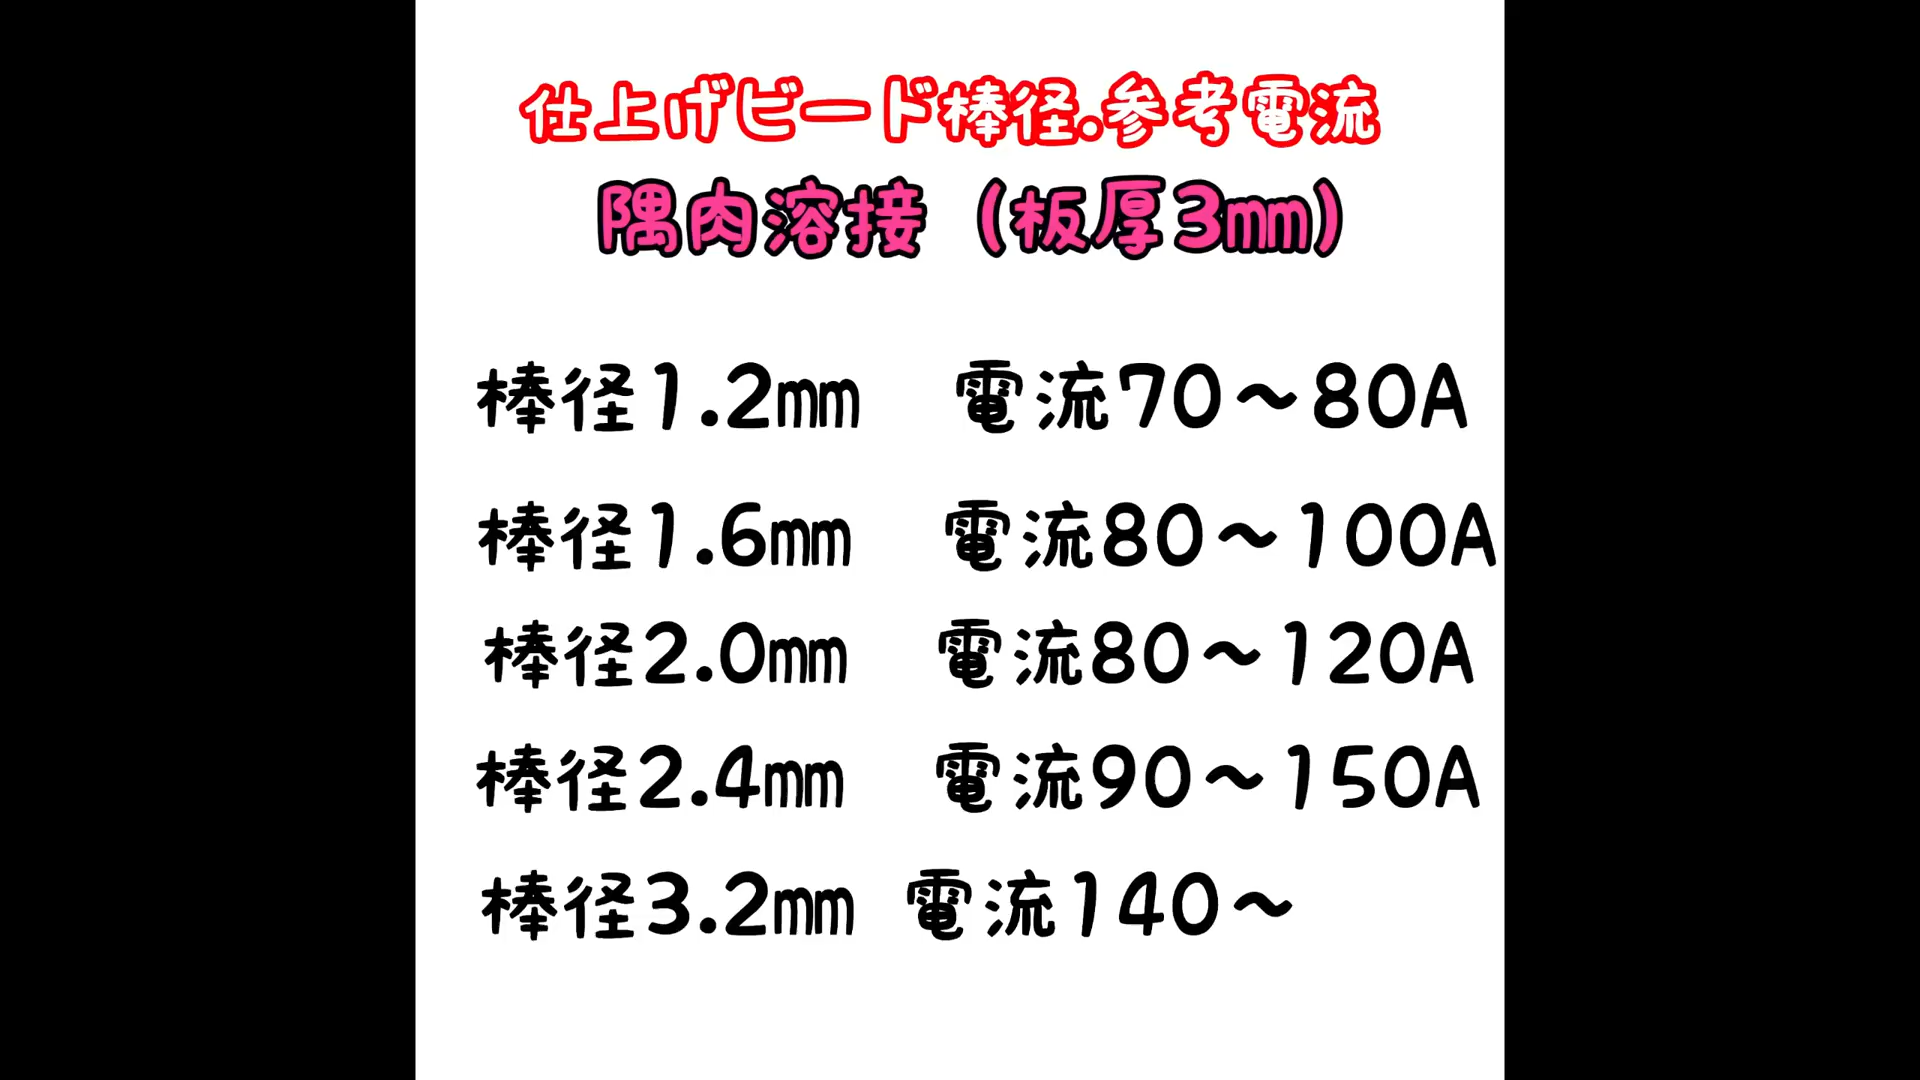 仕上げビード棒径.参考電流
隅肉溶接（板厚3mm）
棒径1.2mm　電流70～80A
棒径1.6mm　電流80～100A
棒径2.0mm　電流80～120A
棒径2.4mm　電流90～150A
棒径3.2mm 電流140～